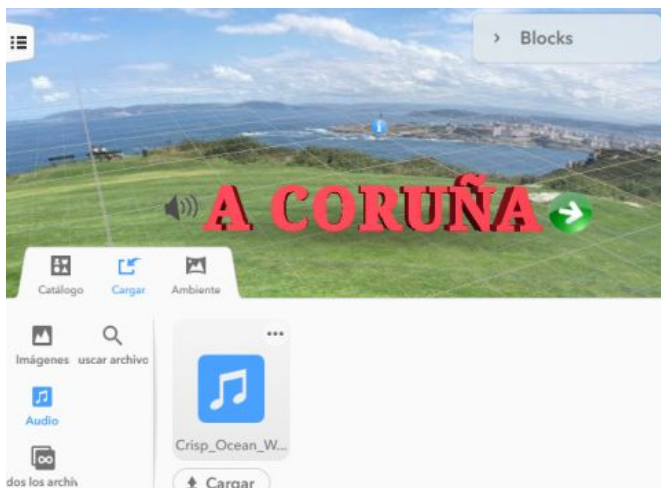 Blocks
A CORUÑA
Catálogo
Cargar
Ambiente
Imágenes
uscar archivo
Audio
dos los archiv
Crisp_Ocean_W...
Cargar